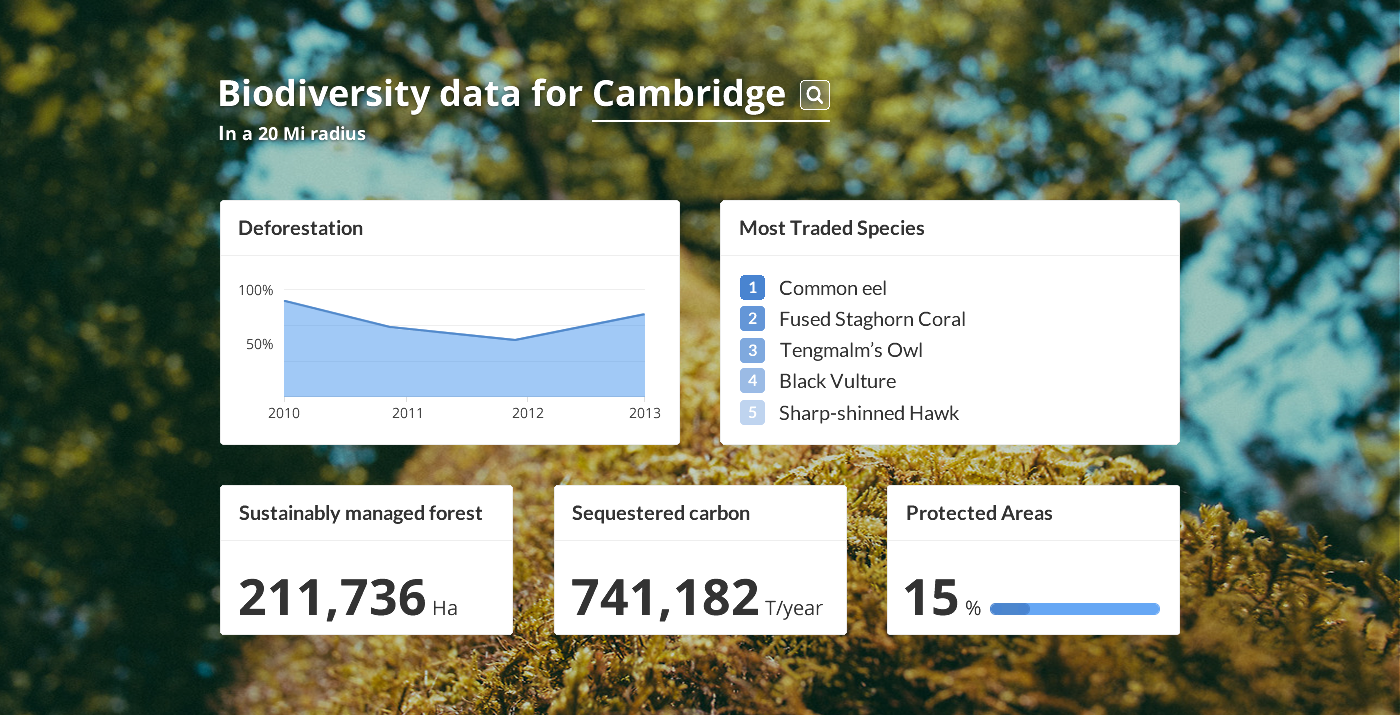 Biodiversity data for Cambridge
In a 20 Mi radius
Deforestation
100%
50%
2010 2011 2012 2013
Most Traded Species
1 Common eel
2 Fused Staghorn Coral
3 Tengmalm’s Owl
4 Black Vulture
5 Sharp-shinned Hawk
Sustainably managed forest
211,736 Ha
Sequestered carbon
741,182 T/year
Protected Areas
15 %